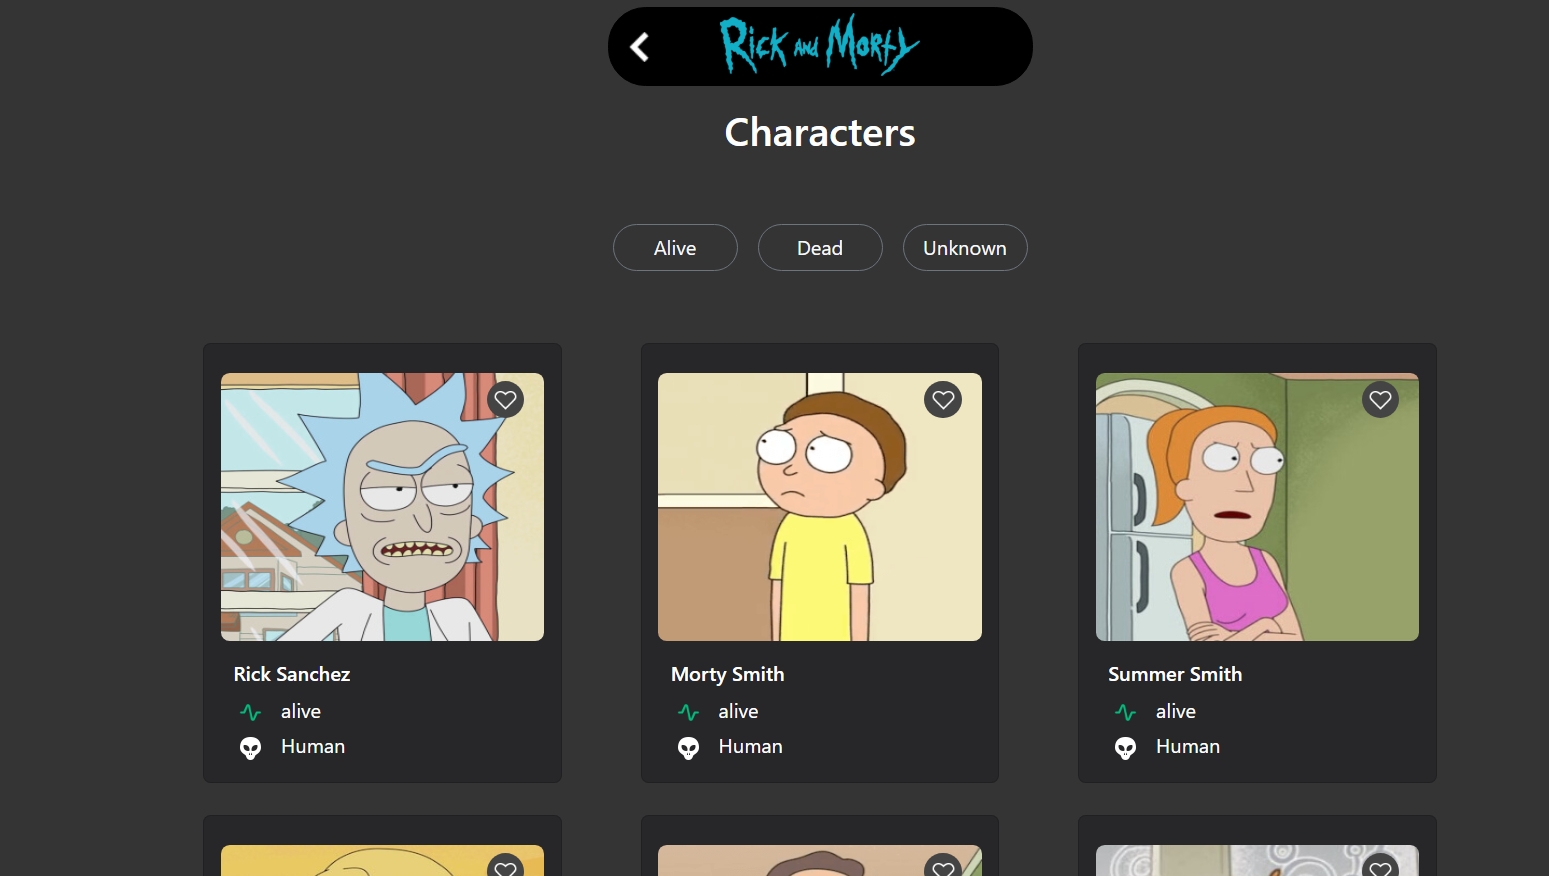 Rick and Morty
Characters
Alive
Dead
Unknown
Rick Sanchez
alive
Human
Morty Smith
alive
Human
Summer Smith
alive
Human